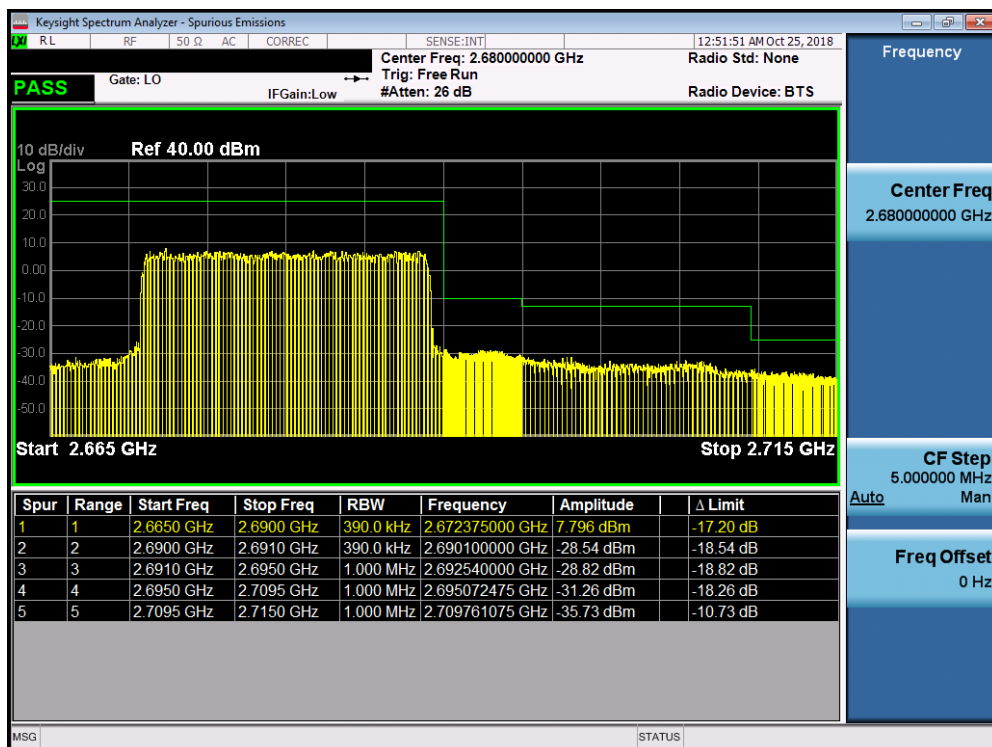 Keysight Spectrum Analyzer - Spurious Emissions
LXI RL RF 50 Ω AC CORREC SENSE:INT 12:51:51 AM Oct 25, 2018 Frequency
Center Freq: 2.680000000 GHz Radio Std: None
PASS Gate: LO Trig: Free Run
IFGain:Low #Atten: 26 dB Radio Device: BTS
10 dB/div Ref 40.00 dBm
Log
30.0
20.0
10.0
0.00
-10.0
-20.0
-30.0
-40.0
-50.0
Start 2.665 GHz Stop 2.715 GHz
Spur Range Start Freq Stop Freq RBW Frequency Amplitude Δ Limit
1 1 2.6650 GHz 2.6900 GHz 390.0 kHz 2.672375000 GHz 7.796 dBm -17.20 dB
2 2 2.6900 GHz 2.6910 GHz 390.0 kHz 2.690100000 GHz -28.54 dBm -18.54 dB
3 3 2.6910 GHz 2.6950 GHz 1.000 MHz 2.692540000 GHz -28.82 dBm -18.82 dB
4 4 2.6950 GHz 2.7095 GHz 1.000 MHz 2.695072475 GHz -31.26 dBm -18.26 dB
5 5 2.7095 GHz 2.7150 GHz 1.000 MHz 2.709761075 GHz -35.73 dBm -10.73 dB
Center Freq
2.680000000 GHz
CF Step
5.000000 MHz
Auto Man
Freq Offset
0 Hz
MSG STATUS